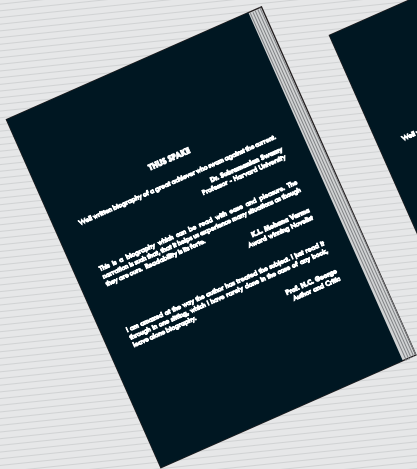 THUS SPAKE
Well written biography of a great achiever who swam against the current.
Dr. Subramanian Swamy
Professor - Harvard University
This is a biography which can be read with ease and pleasure. The
narration is such that, that it helps us experience many situations as though
they are ours. Readability is its forte.
K.L. Mohana Varma
Award winning Novelist
I am amazed at the way the author has treated the subject. I just read it
through in one sitting, which I have rarely done in the case of any book,
leave alone biography.
Prof. M.C. George
Author and Critic
Well